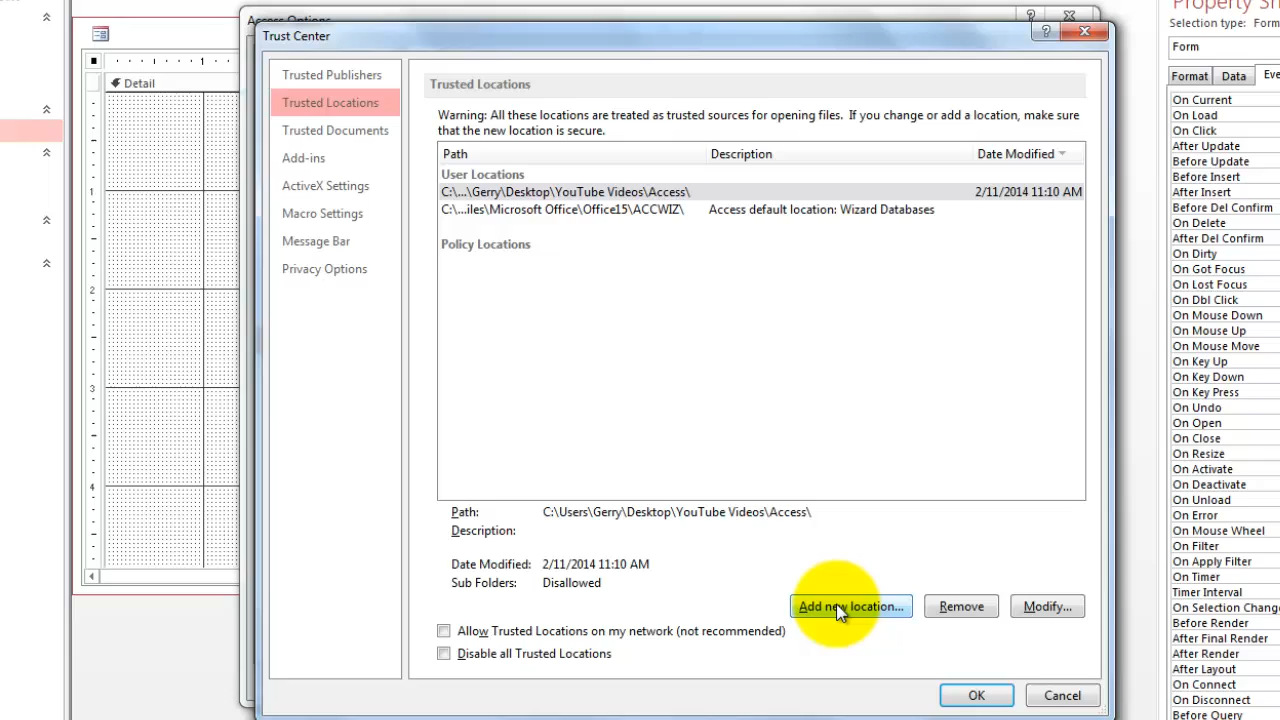 Access Options
Property Sh
Selection type: Form
Trust Center
Form
Format Data Eve
Detail
1
1
2
3
4
Trusted Publishers
Trusted Locations
Trusted Documents
Add-ins
ActiveX Settings
Macro Settings
Message Bar
Privacy Options
Trusted Locations
Warning: All these locations are treated as trusted sources for opening files. If you change or add a location, make sure
that the new location is secure.
Path Description Date Modified
User Locations
C:\...\Gerry\Desktop\YouTube Videos\Access\ 2/11/2014 11:10 AM
C:\...iles\Microsoft Office\Office15\ACCWIZ\ Access default location: Wizard Databases
Policy Locations
Path: C:\Users\Gerry\Desktop\YouTube Videos\Access\
Description:
Date Modified: 2/11/2014 11:10 AM
Sub Folders: Disallowed
Add new location... Remove Modify...
Allow Trusted Locations on my network (not recommended)
Disable all Trusted Locations
OK Cancel
On Current
On Load
On Click
After Update
Before Update
Before Insert
After Insert
Before Del Confirm
On Delete
After Del Confirm
On Dirty
On Got Focus
On Lost Focus
On Dbl Click
On Mouse Down
On Mouse Up
On Mouse Move
On Key Up
On Key Down
On Key Press
On Undo
On Open
On Close
On Resize
On Activate
On Deactivate
On Unload
On Error
On Mouse Wheel
On Filter
On Apply Filter
On Timer
Timer Interval
On Selection Change
Before Render
After Final Render
After Render
After Layout
On Connect
On Disconnect
Before Query